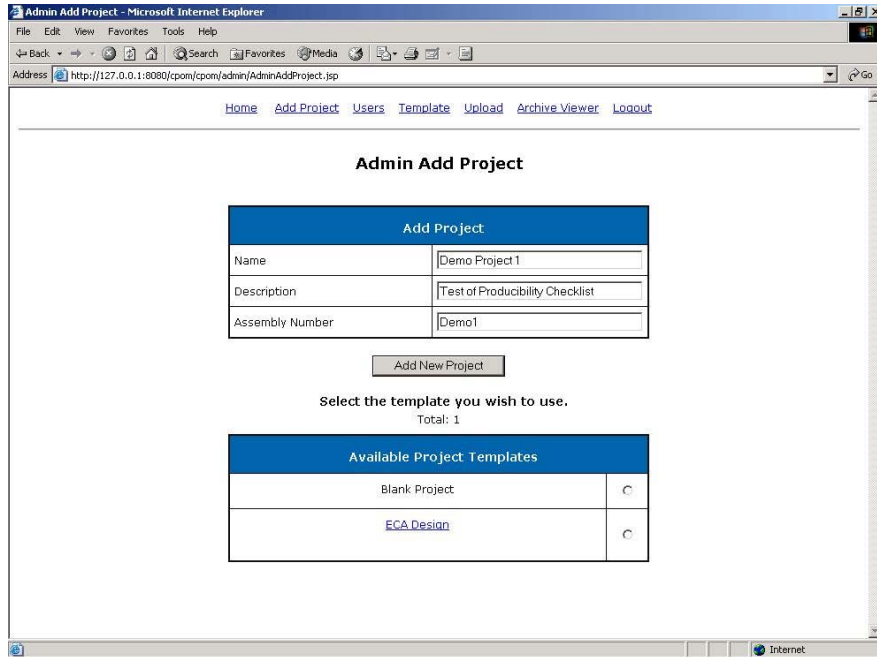 Admin Add Project - Microsoft Internet Explorer
File Edit View Favorites Tools Help
Back Search Favorites Media
Address http://127.0.0.1:8080/cpom/cpom/admin/AdminAddProject.jsp Go
Home Add Project Users Template Upload Archive Viewer Logout
Admin Add Project
Add Project
Name Demo Project 1
Description Test of Producibility Checklist
Assembly Number Demo1
Add New Project
Select the template you wish to use.
Total: 1
Available Project Templates
Blank Project
ECA Design
Internet